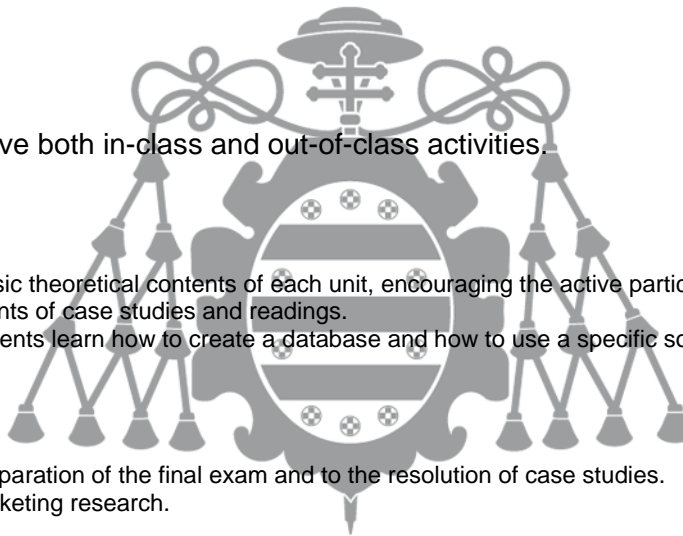 ve both in-class and out-of-class activities.
sic theoretical contents of each unit, encouraging the active partic
nts of case studies and readings.
ents learn how to create a database and how to use a specific so
paration of the final exam and to the resolution of case studies.
keting research.